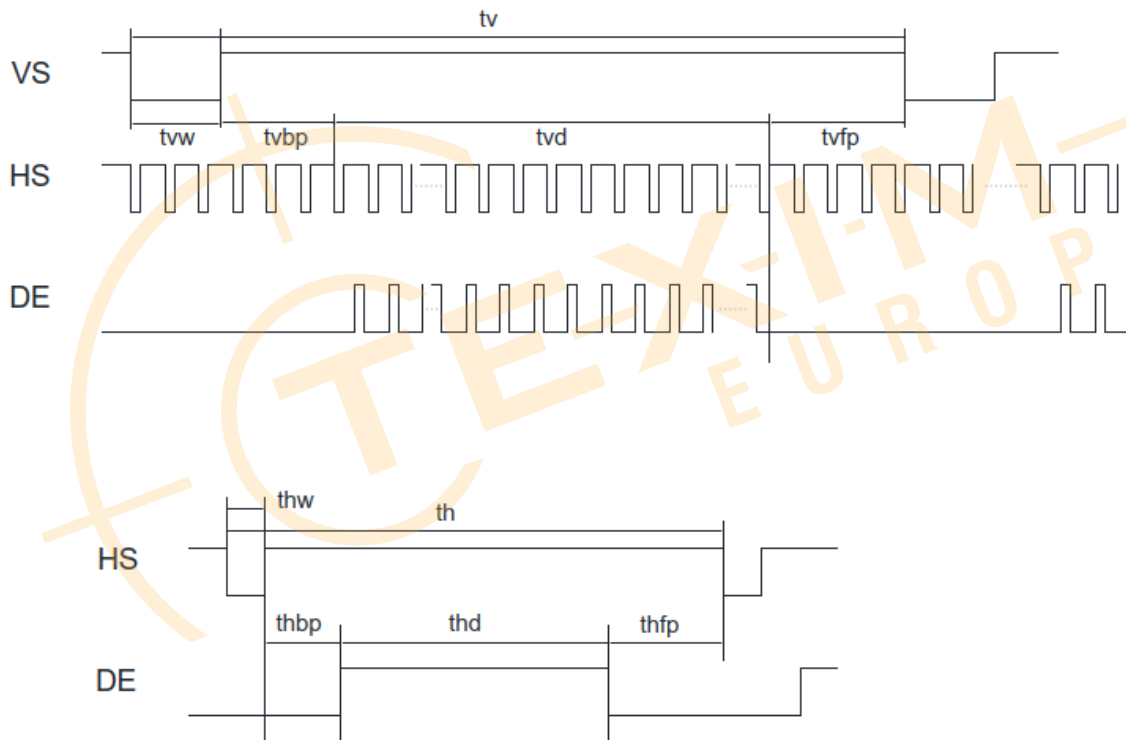 tv
VS
tvw tvbp tvd tvfp
HS
DE
TEXIM
EUROP
thw
th
HS
thbp thd thfp
DE